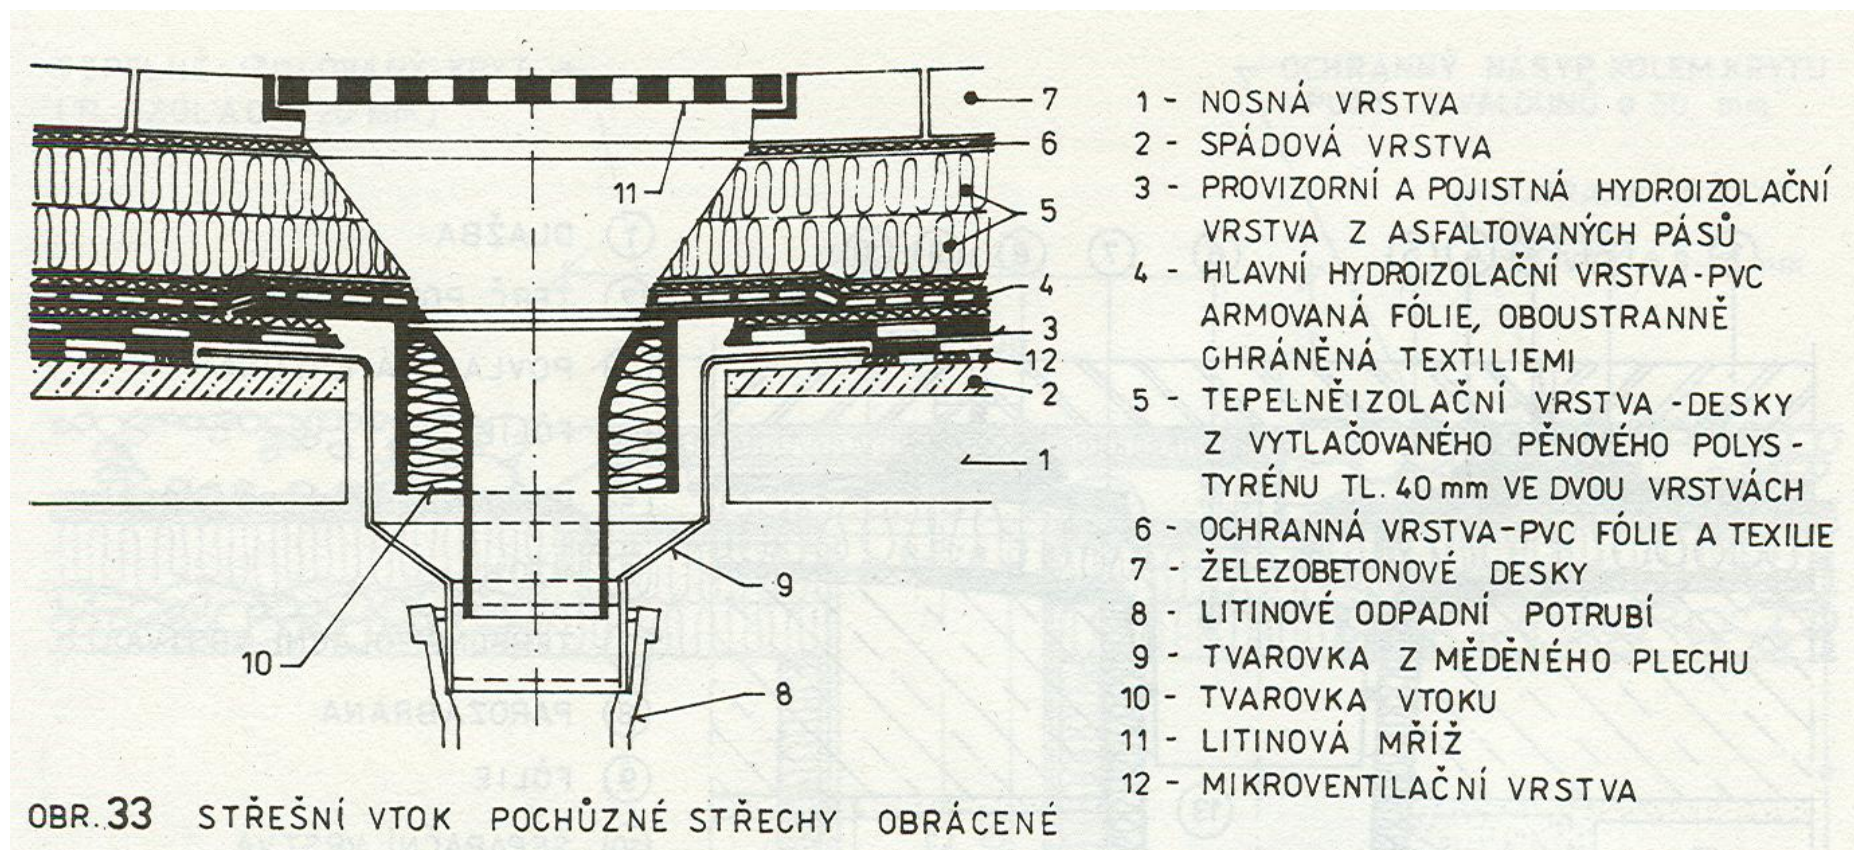 7
6
11
5
4
3
12
2
1
9
10
8
1 - NOSNÁ VRSTVA
2 - SPÁDOVÁ VRSTVA
3 - PROVIZORNÍ A POJISTNÁ HYDROIZOLAČNÍ
VRSTVA Z ASFALTOVANÝCH PÁSŮ
4 - HLAVNÍ HYDROIZOLAČNÍ VRSTVA - PVC
ARMOVANÁ FÓLIE, OBOUSTRANNĚ
CHRÁNĚNÁ TEXTILIEMI
5 - TEPELNĚIZOLAČNÍ VRSTVA - DESKY
Z VYTLAČOVANÉHO PĚNOVÉHO POLYS -
TYRÉNU TL. 40 mm VE DVOU VRSTVÁCH
6 - OCHRANNÁ VRSTVA - PVC FÓLIE A TEXILIE
7 - ŽELEZOBETONOVÉ DESKY
8 - LITINOVÉ ODPADNÍ POTRUBÍ
9 - TVAROVKA Z MĚDĚNÉHO PLECHU
10 - TVAROVKA VTOKU
11 - LITINOVÁ MŘÍŽ
12 - MIKROVENTILAČNÍ VRSTVA
OBR. 33 STŘEŠNÍ VTOK POCHŮZNÉ STŘECHY OBRÁCENÉ